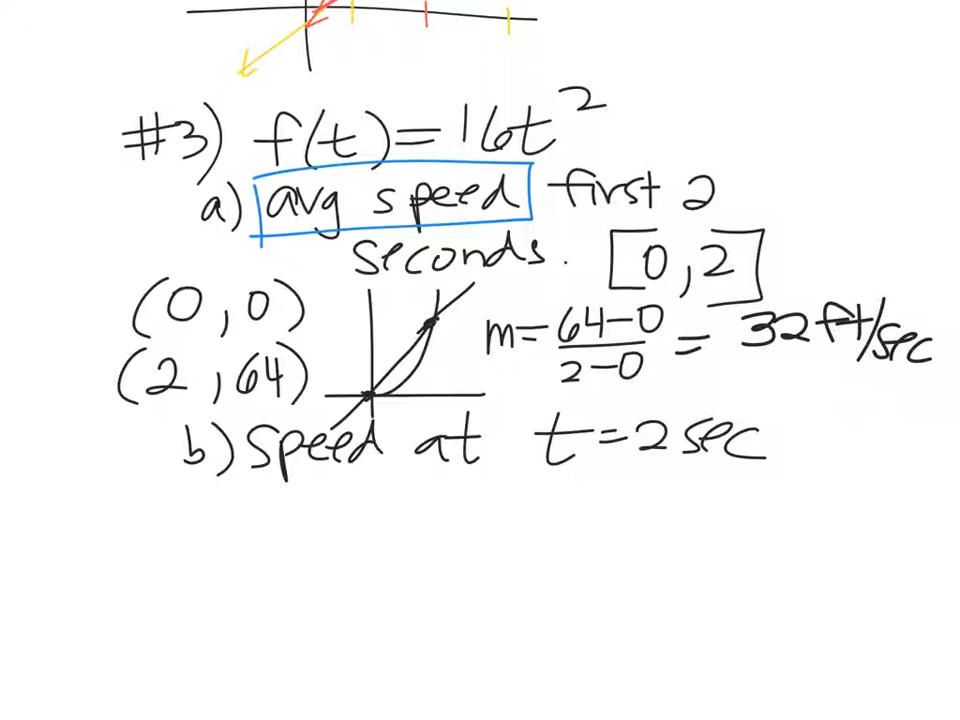 #3) f(t)=16t²
a) avg speed first 2
seconds. [0,2]
(0,0)
(2,64)
m=64-0/2-0 = 32 ft/sec
b) speed at t=2 sec